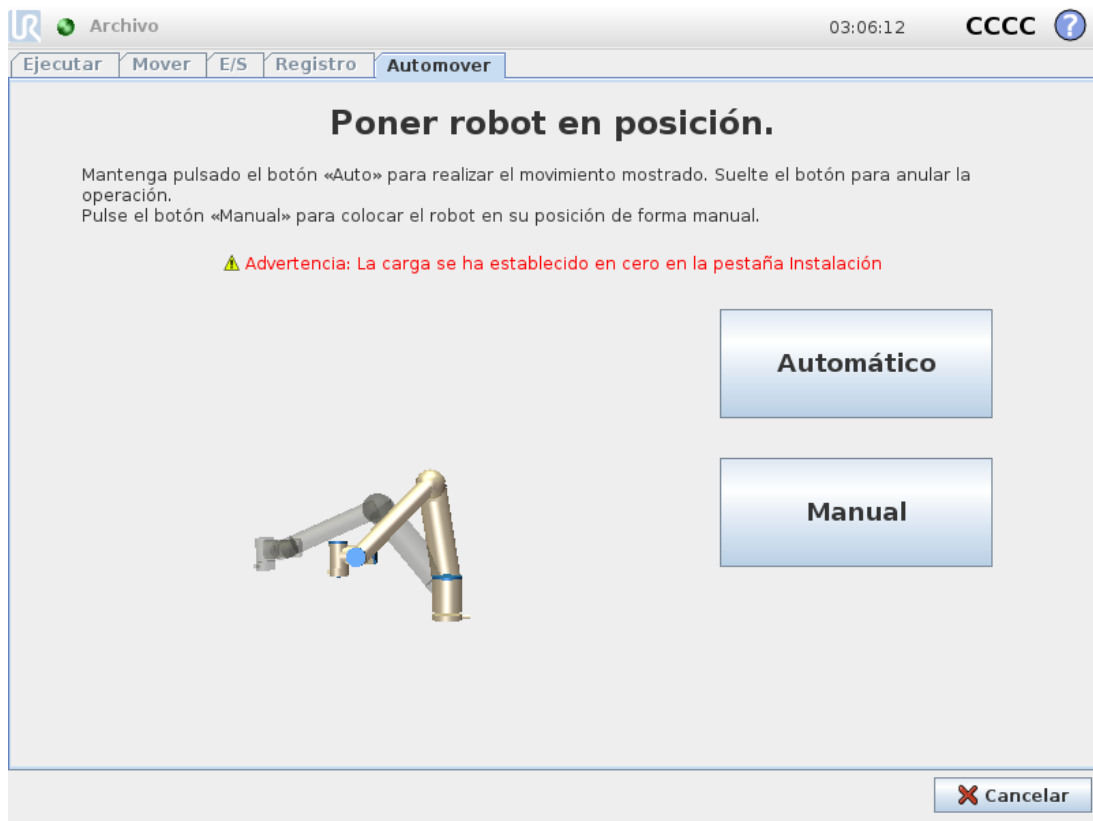 UR Archivo 03:06:12 CCCC ?
Ejecutar Mover E/S Registro Automover
Poner robot en posición.
Mantenga pulsado el botón «Auto» para realizar el movimiento mostrado. Suelte el botón para anular la
operación.
Pulse el botón «Manual» para colocar el robot en su posición de forma manual.
Advertencia: La carga se ha establecido en cero en la pestaña Instalación
Automático
Manual
Cancelar